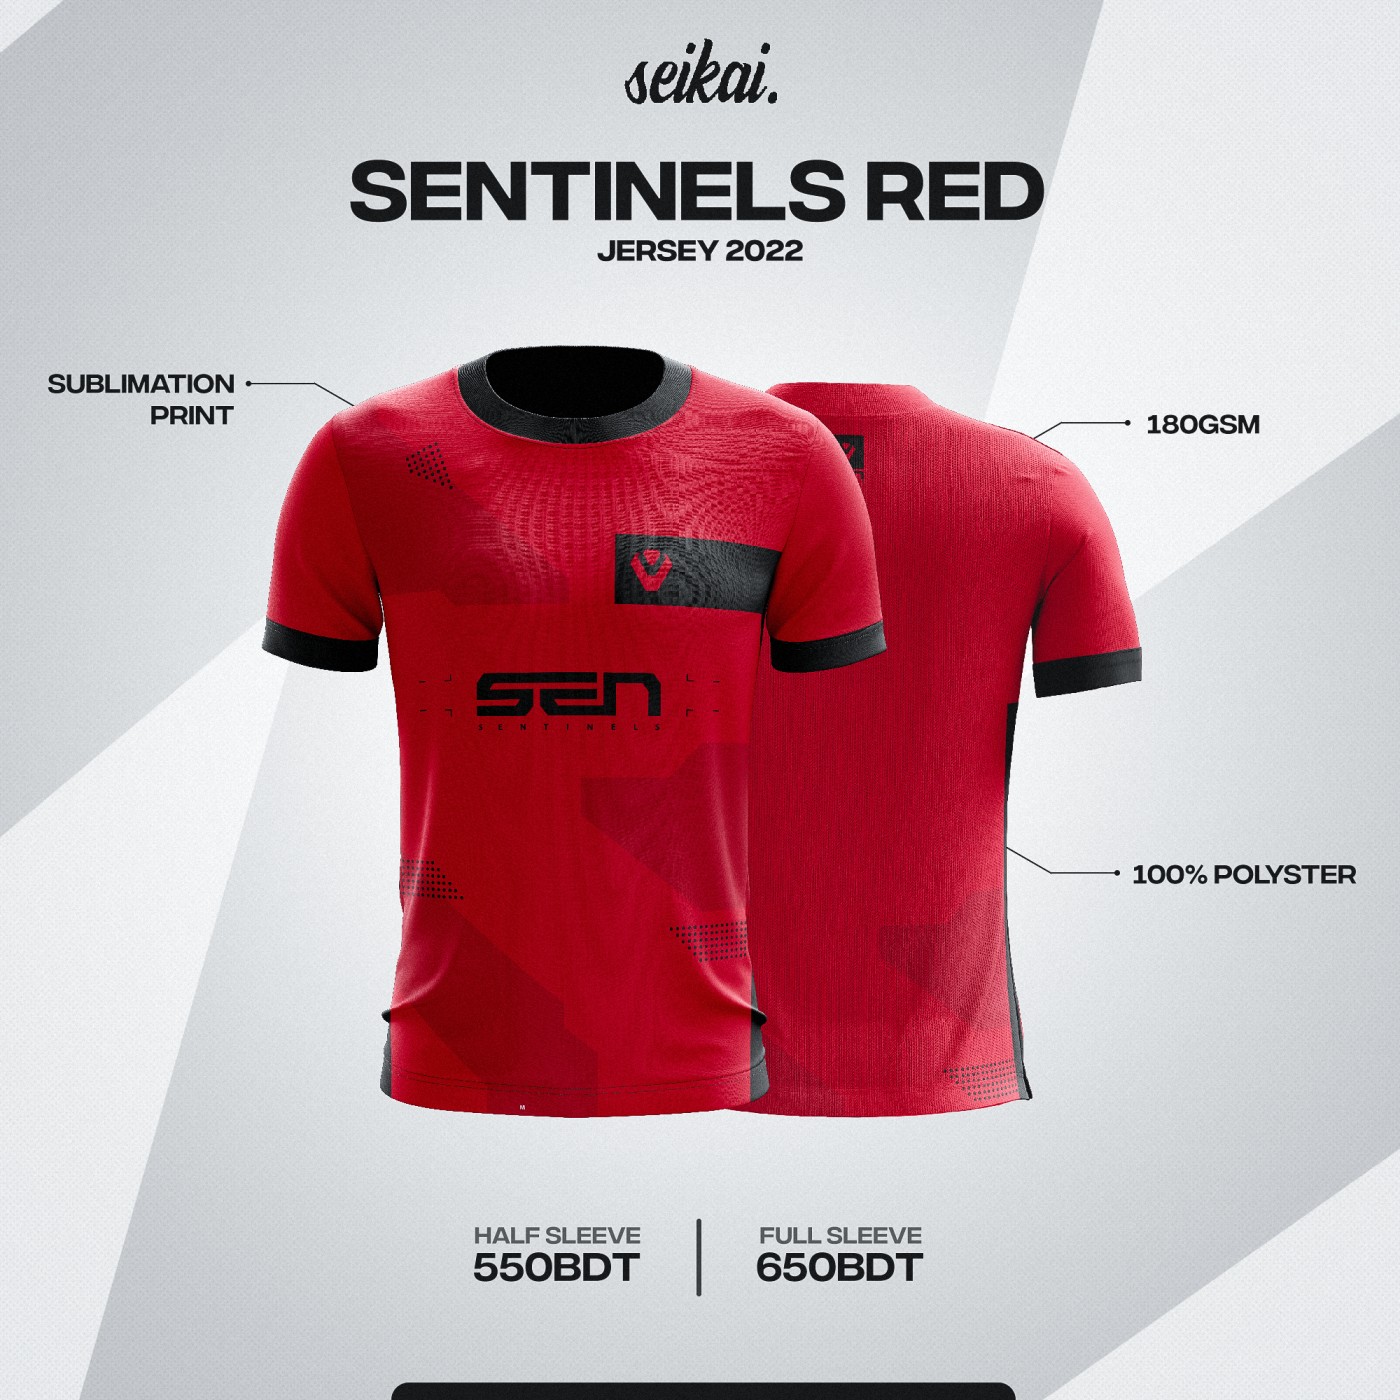 seikai.
SENTINELS RED
JERSEY 2022
SUBLIMATION
PRINT
180GSM
SEN
SENTINELS
100% POLYSTER
M
HALF SLEEVE
550BDT
FULL SLEEVE
650BDT